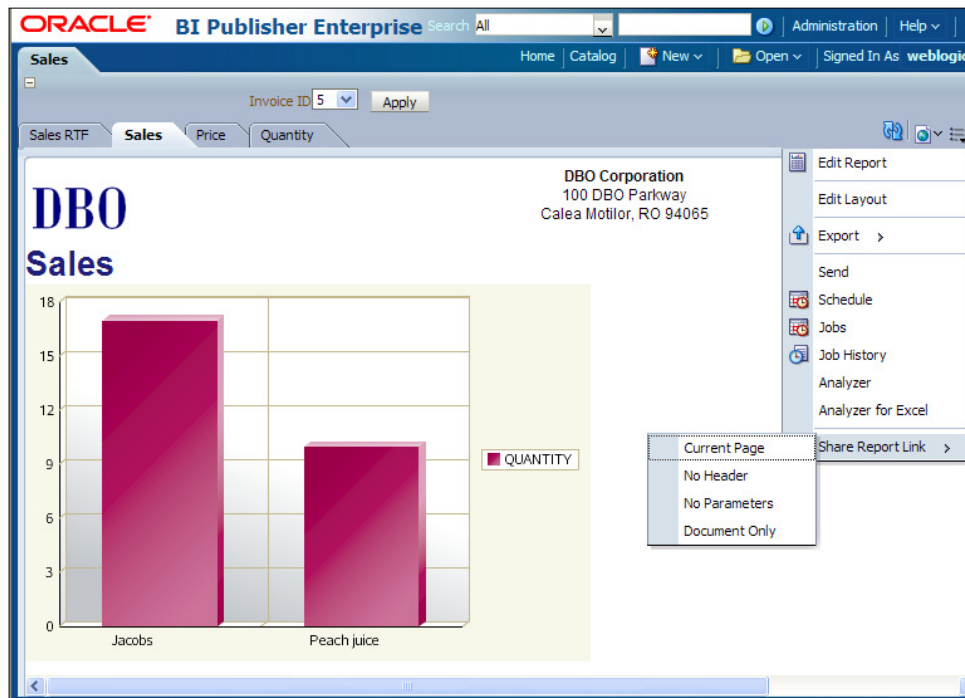 ORACLE BI Publisher Enterprise Search All Administration Help
Sales Home Catalog New Open Signed In As weblogic
Invoice ID 5 Apply
Sales RTF Sales Price Quantity
DBO
Sales
DBO Corporation
100 DBO Parkway
Calea Motilor, RO 94065
18
15
12
9
6
3
0
Jacobs Peach juice
QUANTITY
Edit Report
Edit Layout
Export
Send
Schedule
Jobs
Job History
Analyzer
Analyzer for Excel
Share Report Link
Current Page
No Header
No Parameters
Document Only